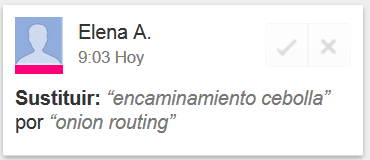 Elena A.
9:03 Hoy
Sustituir: “encaminamiento cebolla”
por “onion routing”